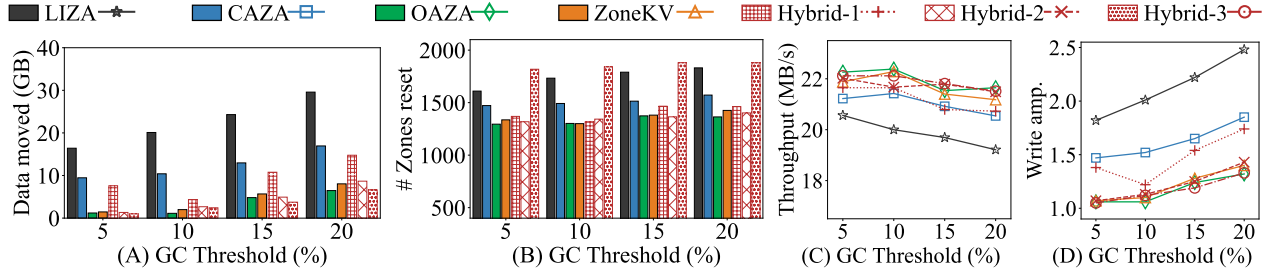 LIZA CAZA OAZA ZoneKV Hybrid-1 Hybrid-2 Hybrid-3
Data moved (GB)
40
30
20
10
0
5 10 15 20
(A) GC Threshold (%)
# Zones reset
2000
1500
1000
500
5 10 15 20
(B) GC Threshold (%)
Throughput (MB/s)
22
20
18
5 10 15 20
(C) GC Threshold (%)
Write amp.
2.5
2.0
1.5
1.0
5 10 15 20
(D) GC Threshold (%)